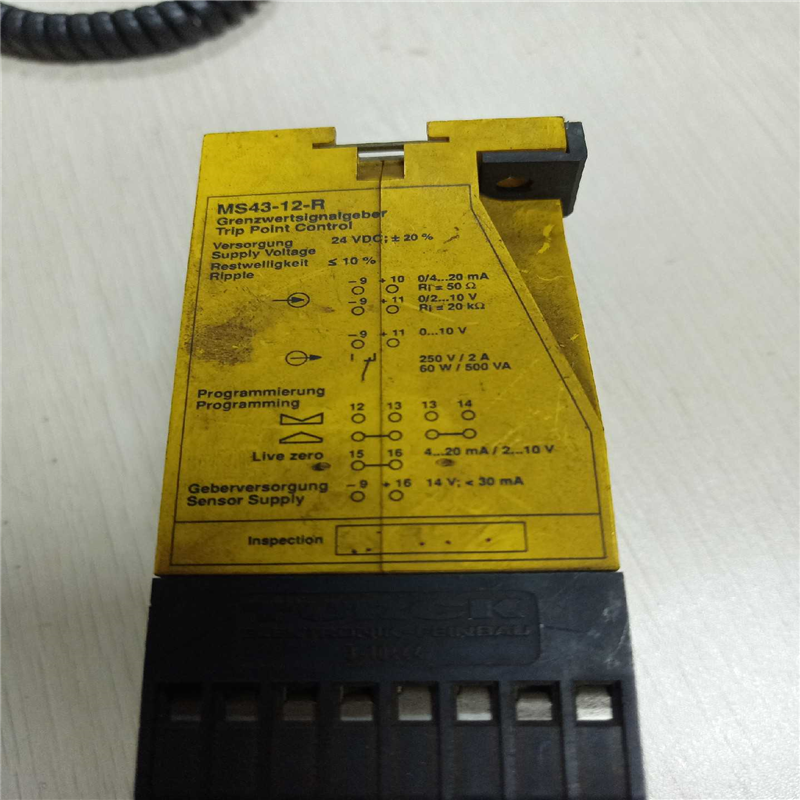 MS43-12-R
Grenzwertsignalgeber
Trip Point Control
Versorgung
Supply Voltage 24 VDC; ± 20 %
Restwelligkeit
Ripple ≤ 10 %
− 9 + 10 0/4...20 mA
Ri = 50 Ω
− 9 + 11 0/2...10 V
Ri = 20 kΩ
− 9 + 11 0...10 V
250 V / 2 A
60 W / 500 VA
Programmierung
Programming
12 13 13 14
Live zero 15 16 4...20 mA / 2...10 V
Geberversorgung
Sensor Supply − 9 + 16 14 V; < 30 mA
Inspection
TURCK